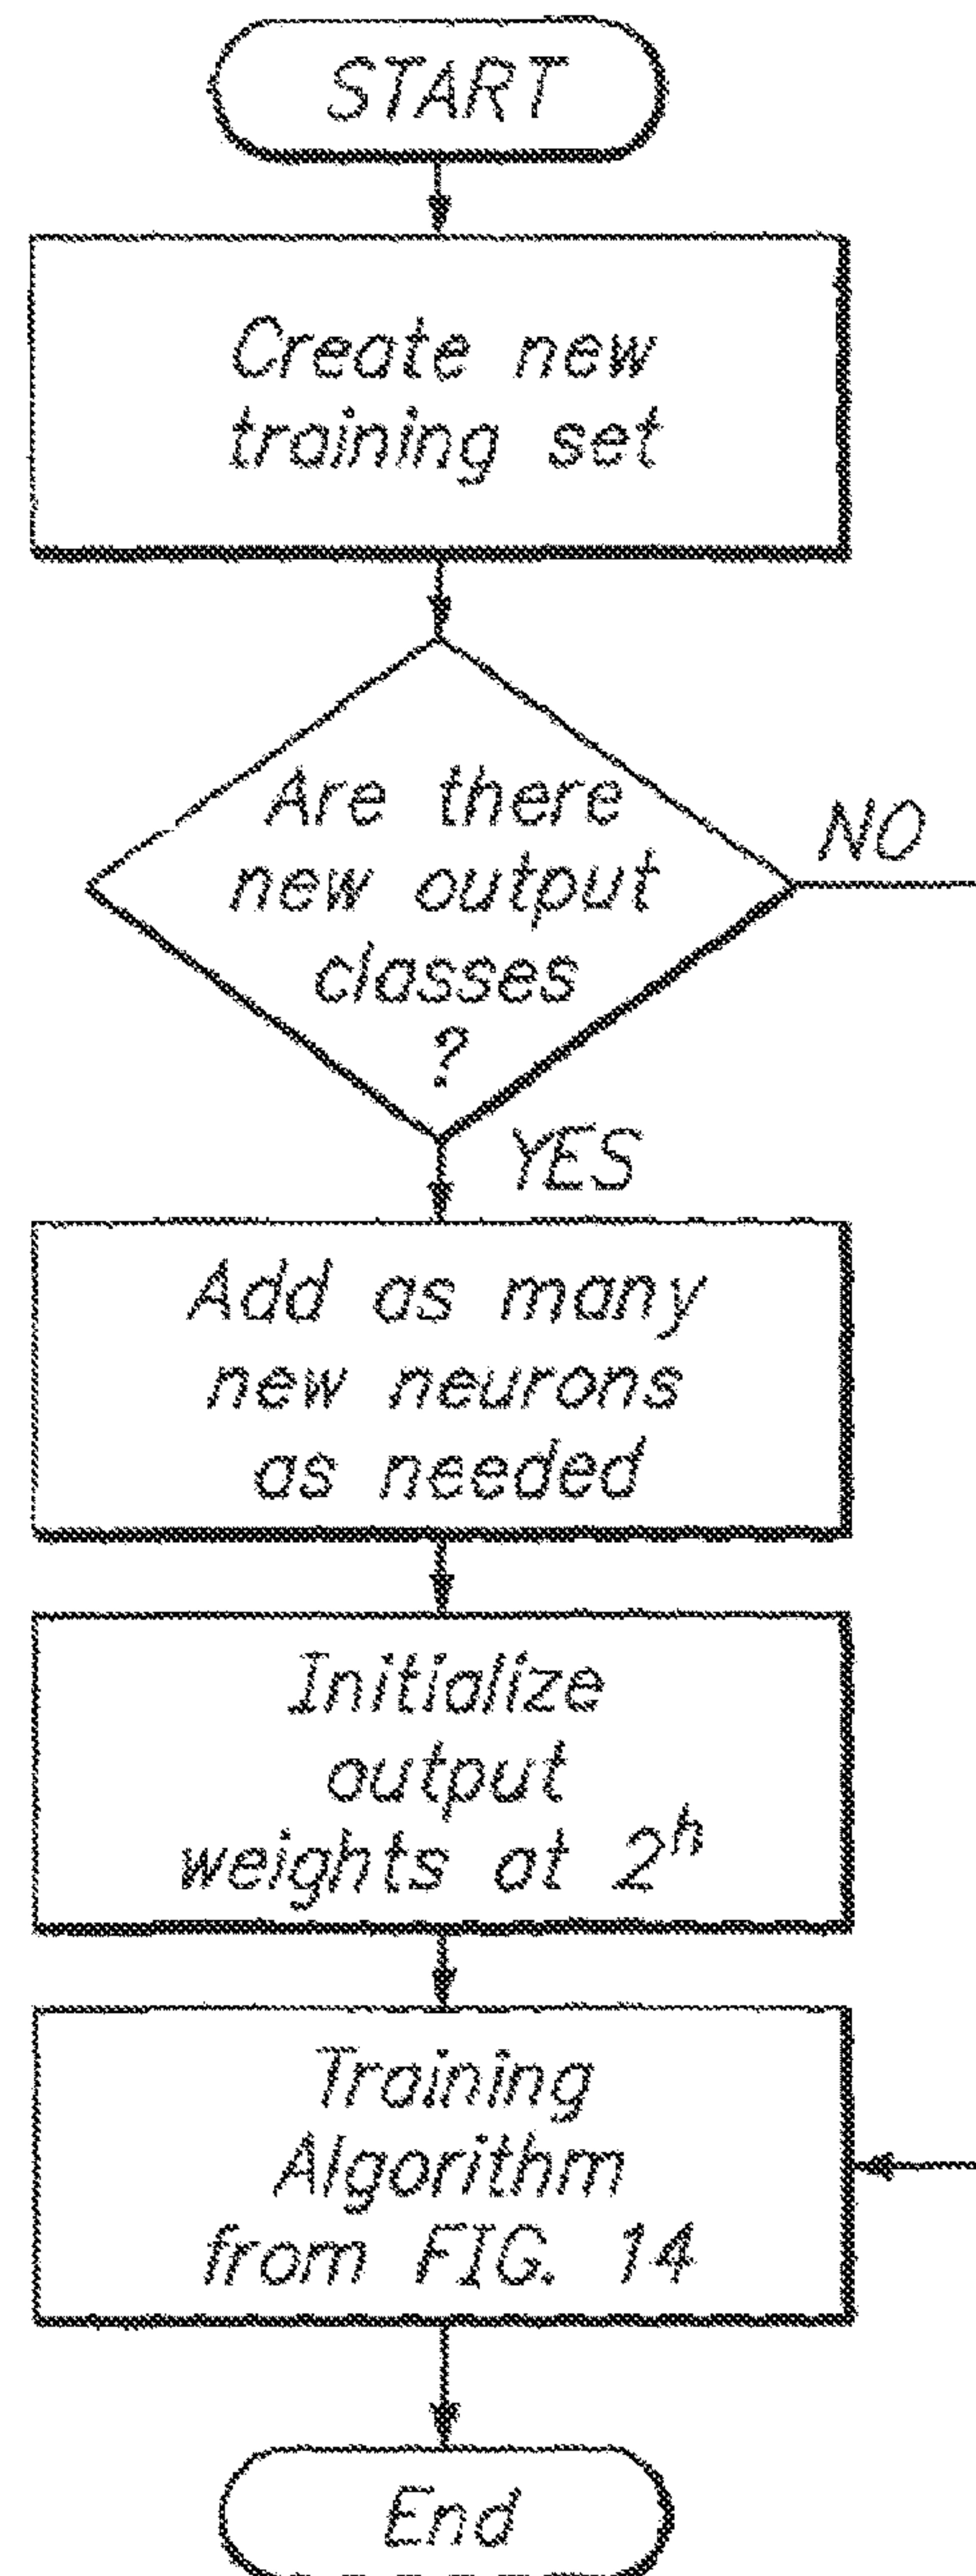 START
Create new
training set
Are there
new output
classes
?
NO
YES
Add as many
new neurons
as needed
Initialize
output
weights at 2^h
Training
Algorithm
from FIG. 14
End